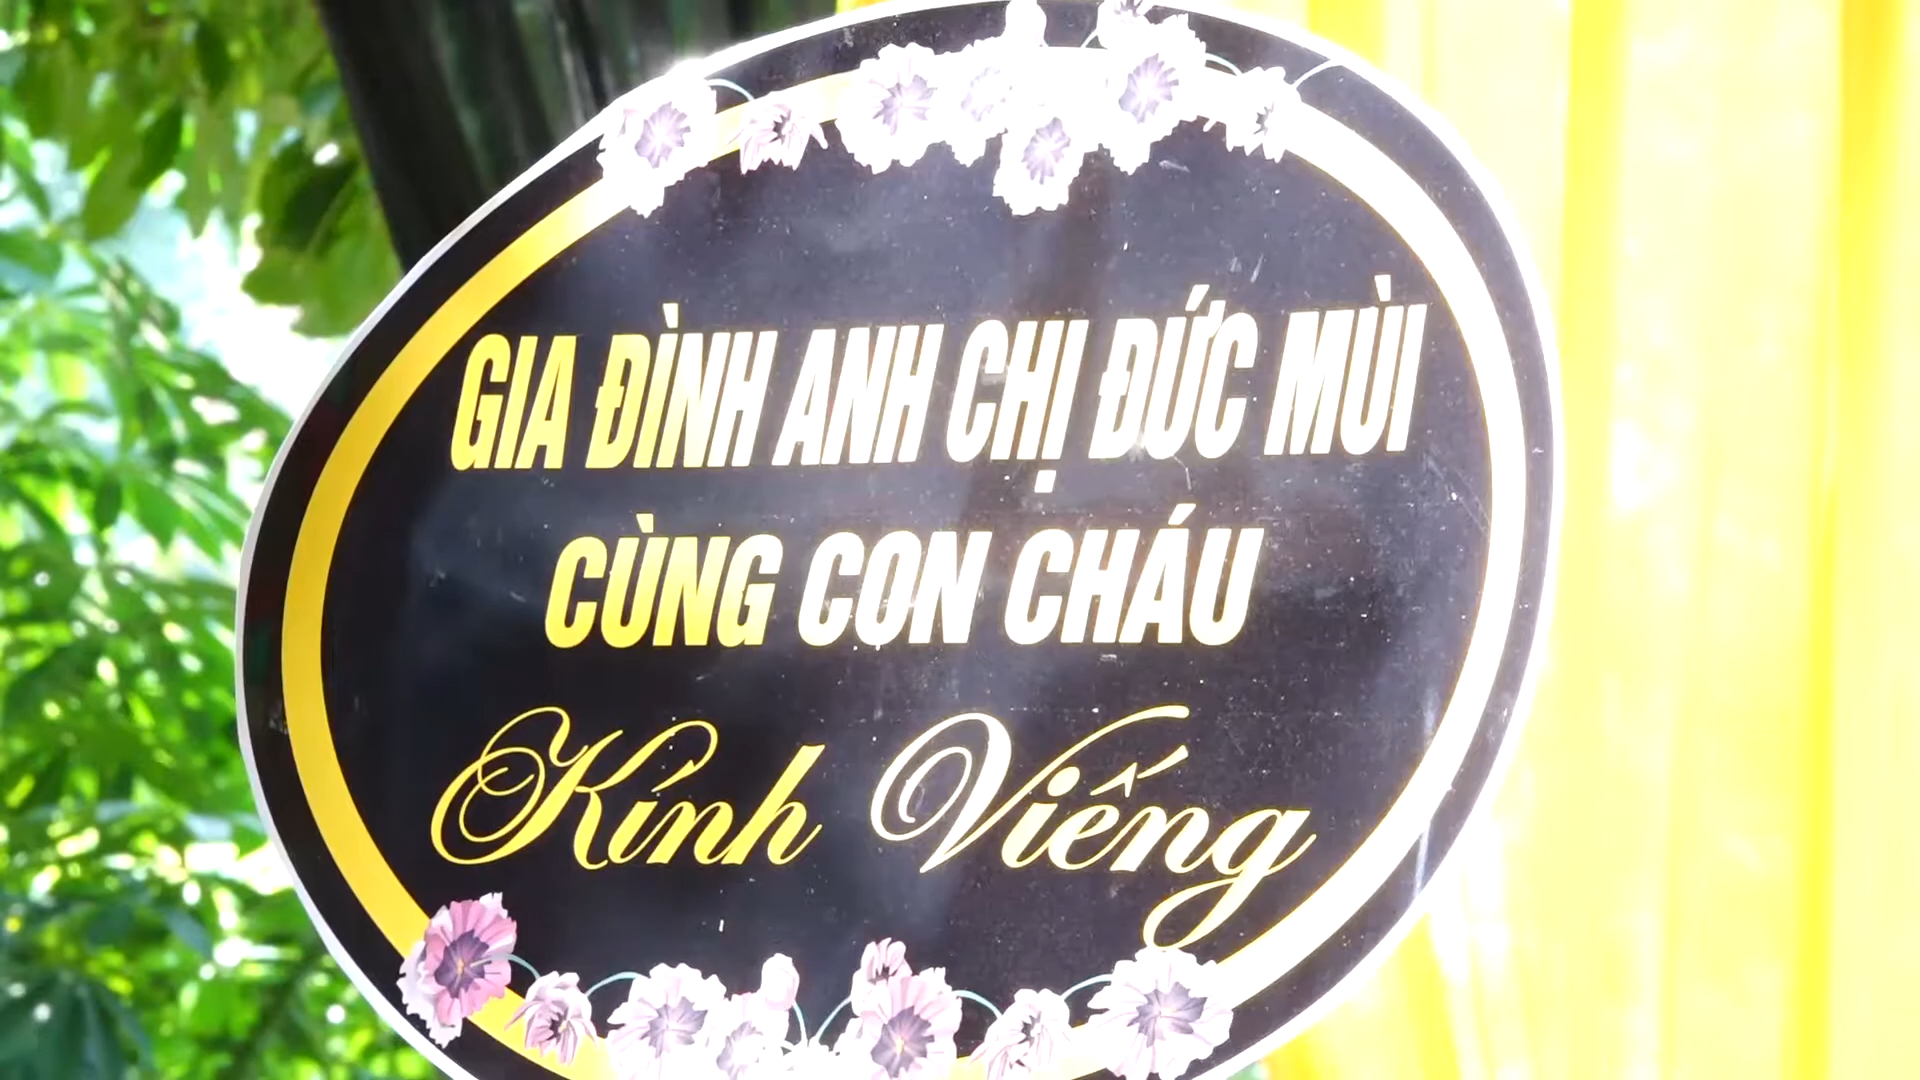 GIA ĐÌNH ANH CHỊ ĐỨC MÙI
CÙNG CON CHÁU
Kính Viếng